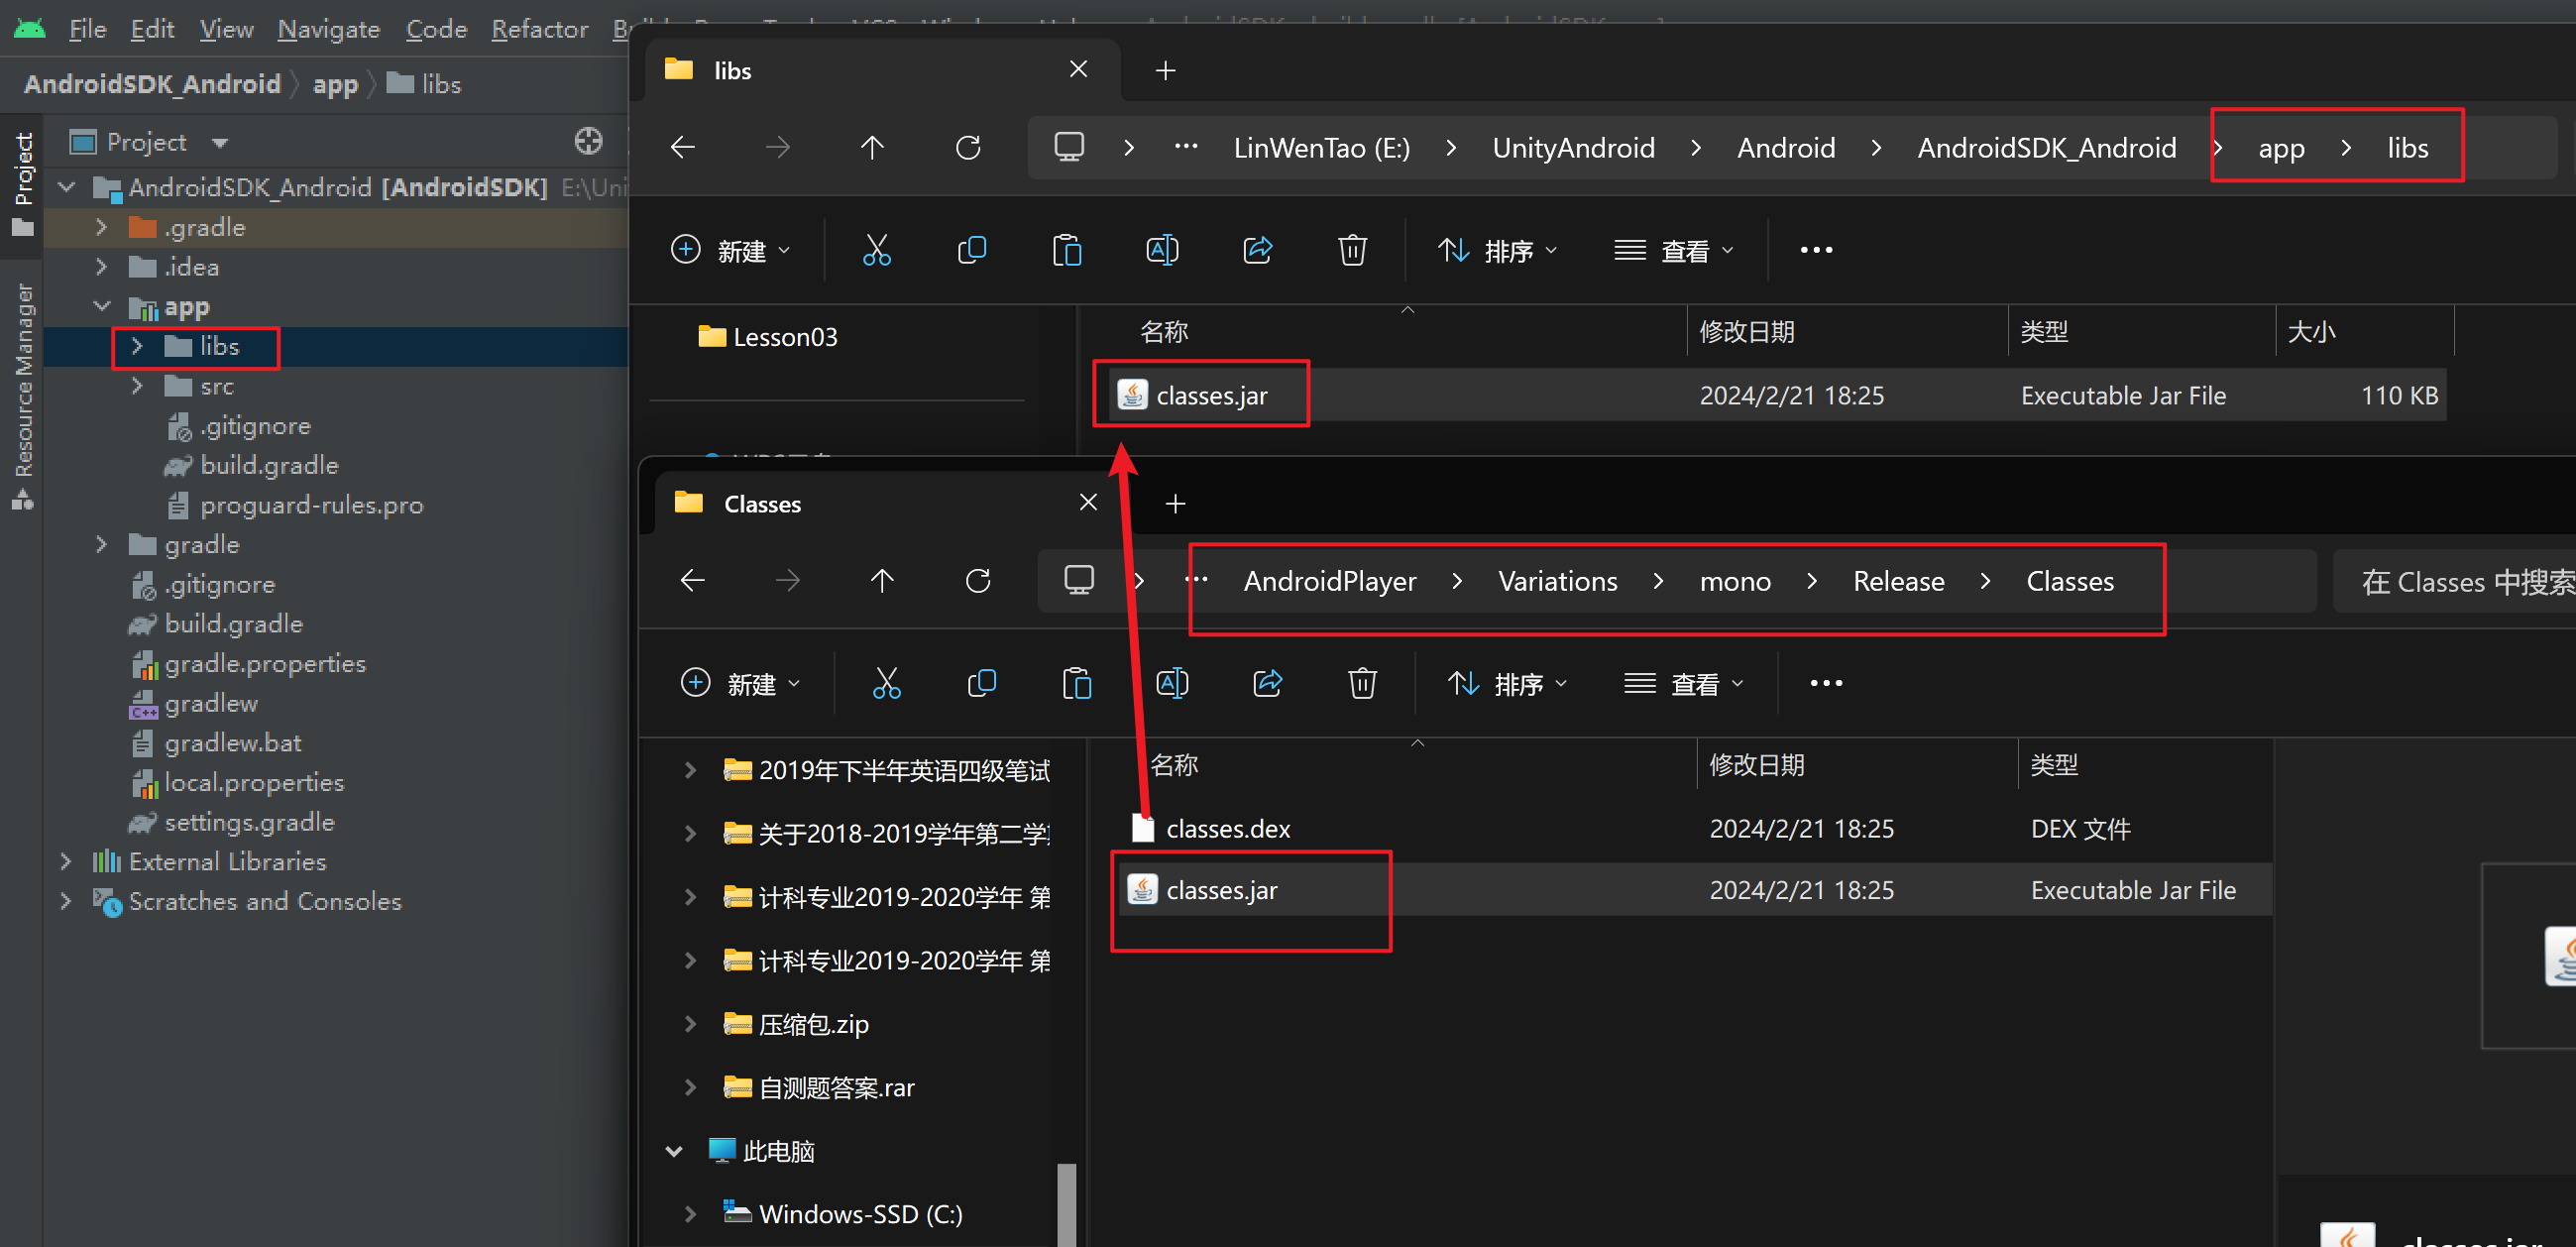 File Edit View Navigate Code Refactor
AndroidSDK_Android app libs
Project
Resource Manager
Project
AndroidSDK_Android [AndroidSDK] E:\Uni
.gradle
.idea
app
libs
src
.gitignore
build.gradle
proguard-rules.pro
gradle
.gitignore
build.gradle
gradle.properties
gradlew
gradlew.bat
local.properties
settings.gradle
External Libraries
Scratches and Consoles
libs
LinWenTao (E:) UnityAndroid Android AndroidSDK_Android app libs
新建 排序 查看
Lesson03
名称 修改日期 类型 大小
classes.jar 2024/2/21 18:25 Executable Jar File 110 KB
Classes
AndroidPlayer Variations mono Release Classes
在 Classes 中搜索
新建 排序 查看
2019年下半年英语四级笔试
关于2018-2019学年第二学
计科专业2019-2020学年 第
计科专业2019-2020学年 第
压缩包.zip
自测题答案.rar
此电脑
Windows-SSD (C:)
名称 修改日期 类型
classes.dex 2024/2/21 18:25 DEX 文件
classes.jar 2024/2/21 18:25 Executable Jar File